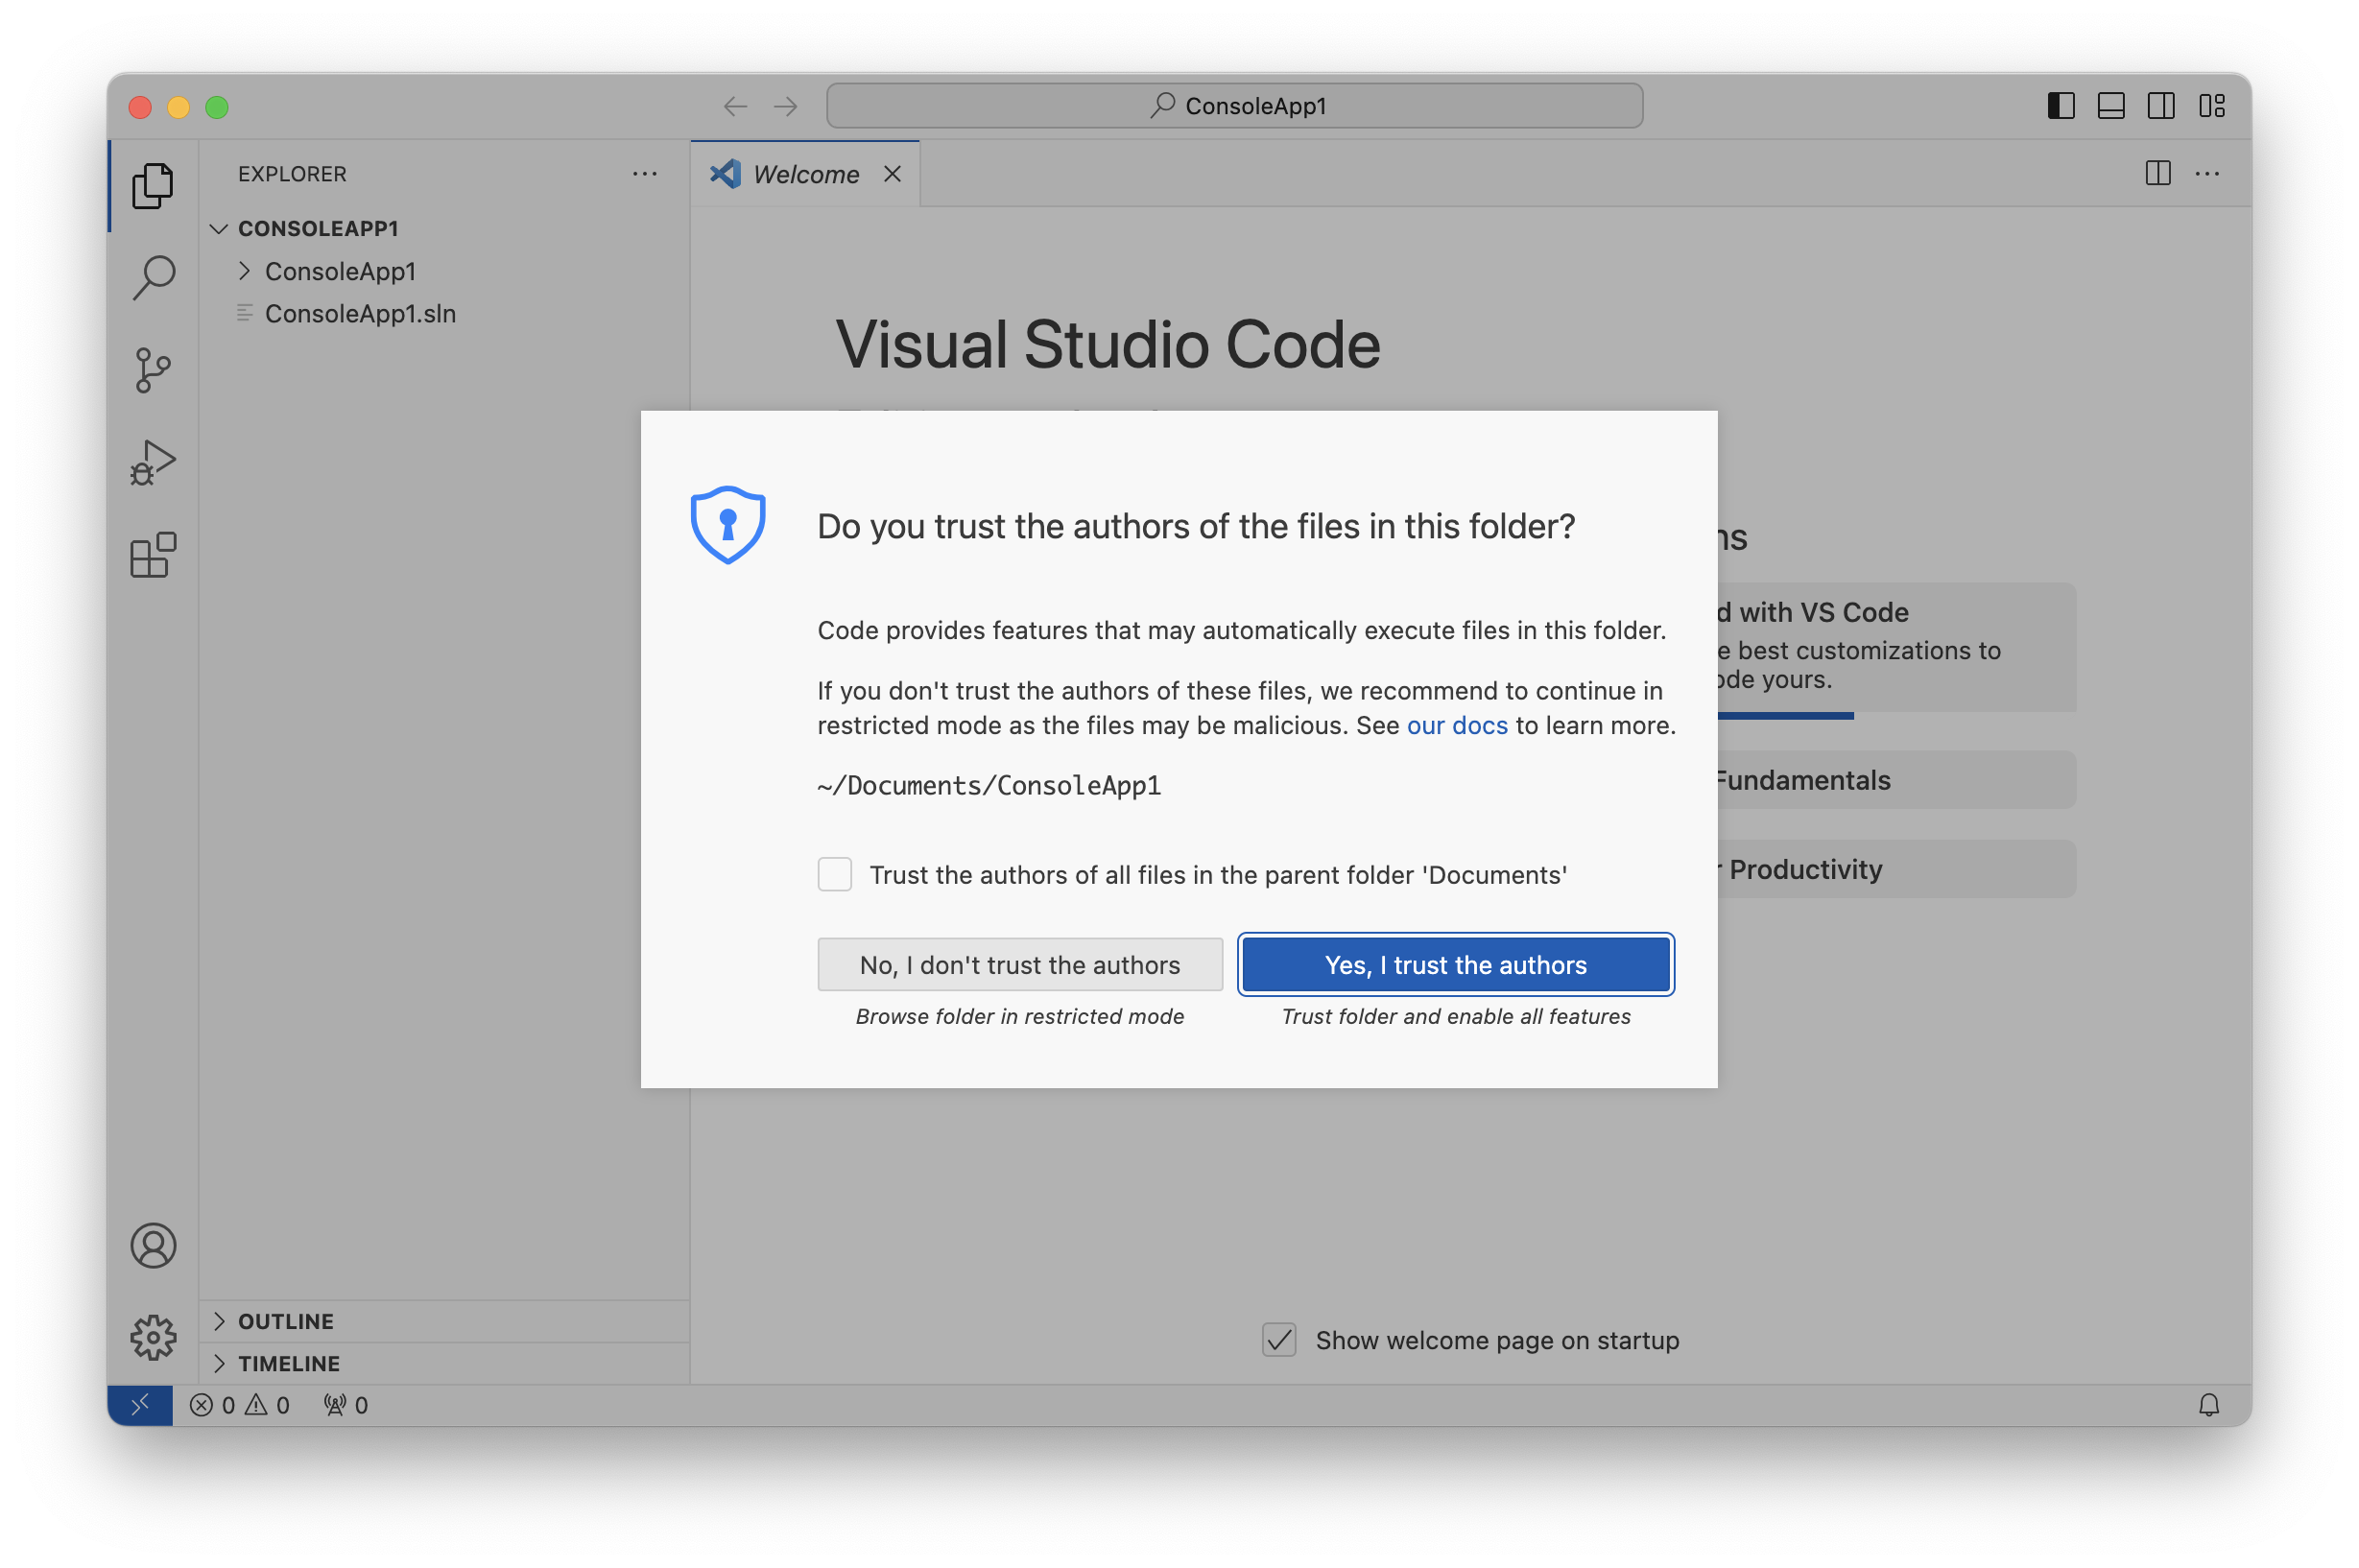 ConsoleApp1
EXPLORER
Welcome
CONSOLEAPP1
ConsoleApp1
ConsoleApp1.sln
Visual Studio Code
Do you trust the authors of the files in this folder?
Code provides features that may automatically execute files in this folder.
If you don't trust the authors of these files, we recommend to continue in
restricted mode as the files may be malicious. See our docs to learn more.
~/Documents/ConsoleApp1
Trust the authors of all files in the parent folder 'Documents'
No, I don't trust the authors
Yes, I trust the authors
Browse folder in restricted mode
Trust folder and enable all features
with VS Code
best customizations to
yours.
Fundamentals
Productivity
Show welcome page on startup
OUTLINE
TIMELINE
0 0 0